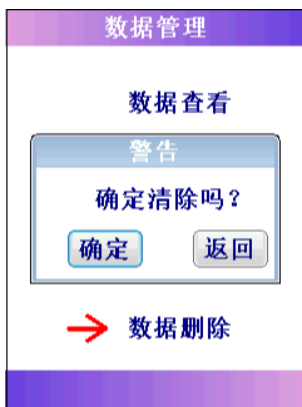 数据管理
数据查看
警告
确定清除吗？
确定 返回
数据删除